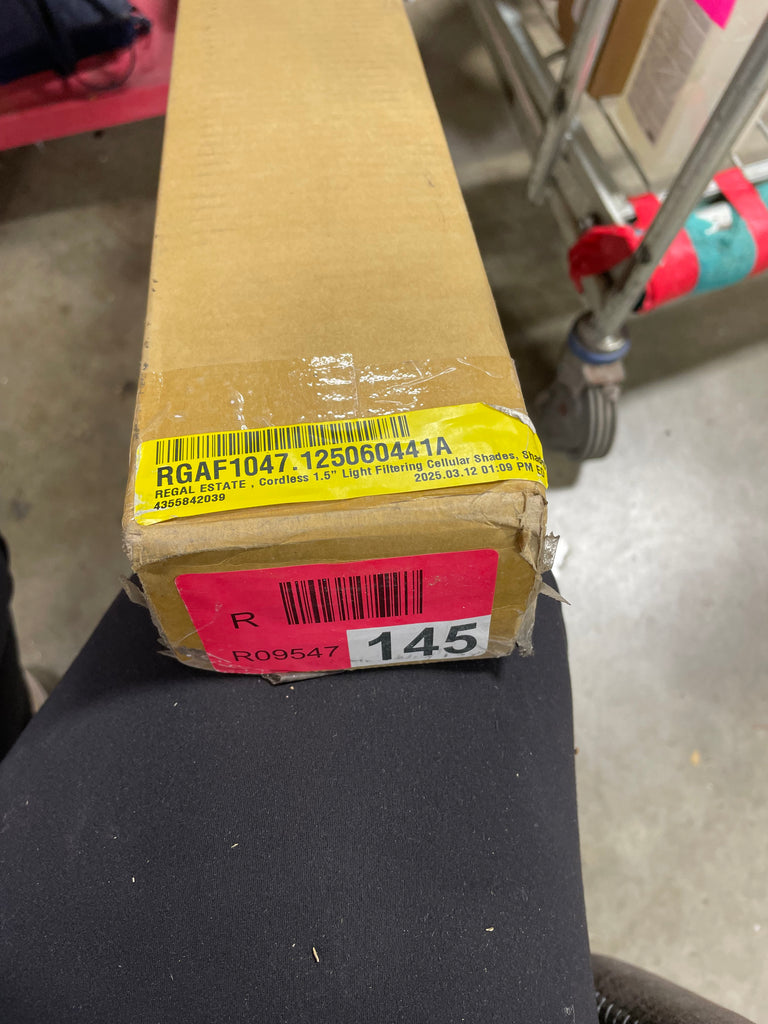 RGAF1047.125060441A
REGAL ESTATE , Cordless 1.5" Light Filtering Cellular Shades,
2025.03.12 01:09 PM
4355842039
R
R09547
145